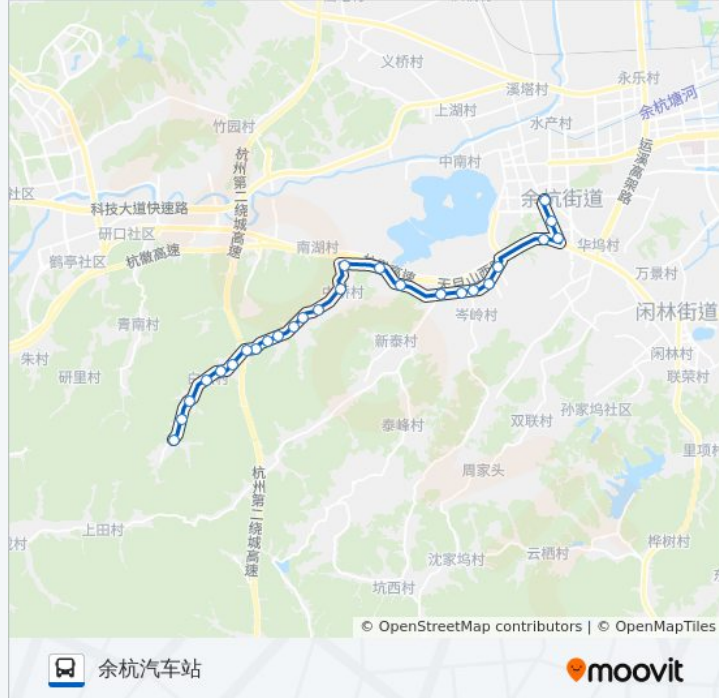 义桥村
溪塔村
永乐村
上湖村
余杭塘河
水产村
竹园村
中南村
运溪高架路
杭州第二绕城高速
社区
余杭街道
科技大道快速路
研口社区
南湖村
华坞村
鹤亭社区
杭徽高速
高速
天目山西
万景村
青南村
岑岭村
闲林街道
新泰村
朱村
闲林村
研里村
联荣村
孙家坞社区
双联村
泰峰村
里项村
周家头
杭州第二绕城高速
上田村
桦树村
云栖村
沈家坞村
坑西村
© OpenStreetMap contributors | © OpenMapTiles
余杭汽车站
moovit